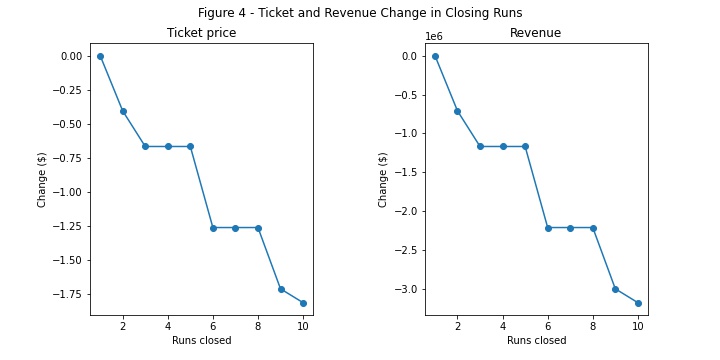 Figure 4 - Ticket and Revenue Change in Closing Runs
Ticket price
0.00
−0.25
−0.50
−0.75
−1.00
−1.25
−1.50
−1.75
Change ($)
2 4 6 8 10
Runs closed
Revenue
1e6
0.0
−0.5
−1.0
−1.5
−2.0
−2.5
−3.0
Change ($)
2 4 6 8 10
Runs closed